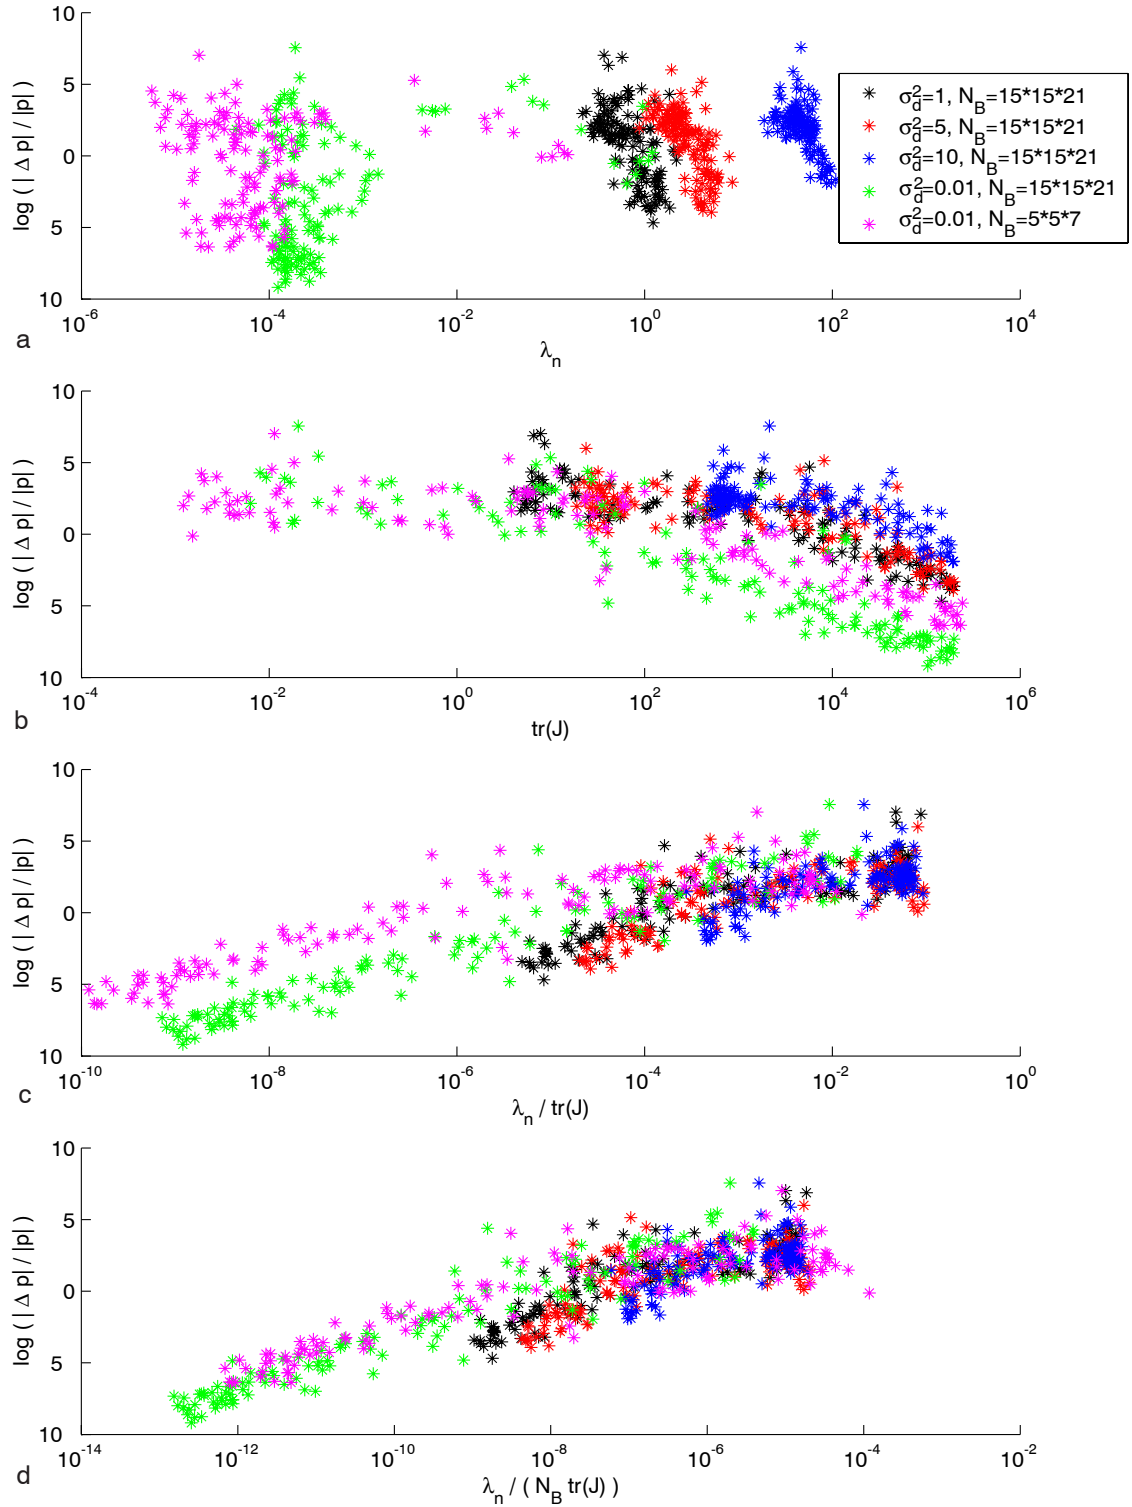 10
5
0
5
10
log ( | Δ p| / |p| )
10^-6
10^-4
10^-2
10^0
10^2
10^4
λ_n
a
σ_d^2=1, N_B=15*15*21
σ_d^2=5, N_B=15*15*21
σ_d^2=10, N_B=15*15*21
σ_d^2=0.01, N_B=15*15*21
σ_d^2=0.01, N_B=5*5*7
10
5
0
5
10
log ( | Δ p| / |p| )
10^-4
10^-2
10^0
10^2
10^4
10^6
tr(J)
b
10
5
0
5
10
log ( | Δ p| / |p| )
10^-10
10^-8
10^-6
10^-4
10^-2
10^0
λ_n / tr(J)
c
10
5
0
5
10
log ( | Δ p| / |p| )
10^-14
10^-12
10^-10
10^-8
10^-6
10^-4
10^-2
λ_n / ( N_B tr(J) )
d